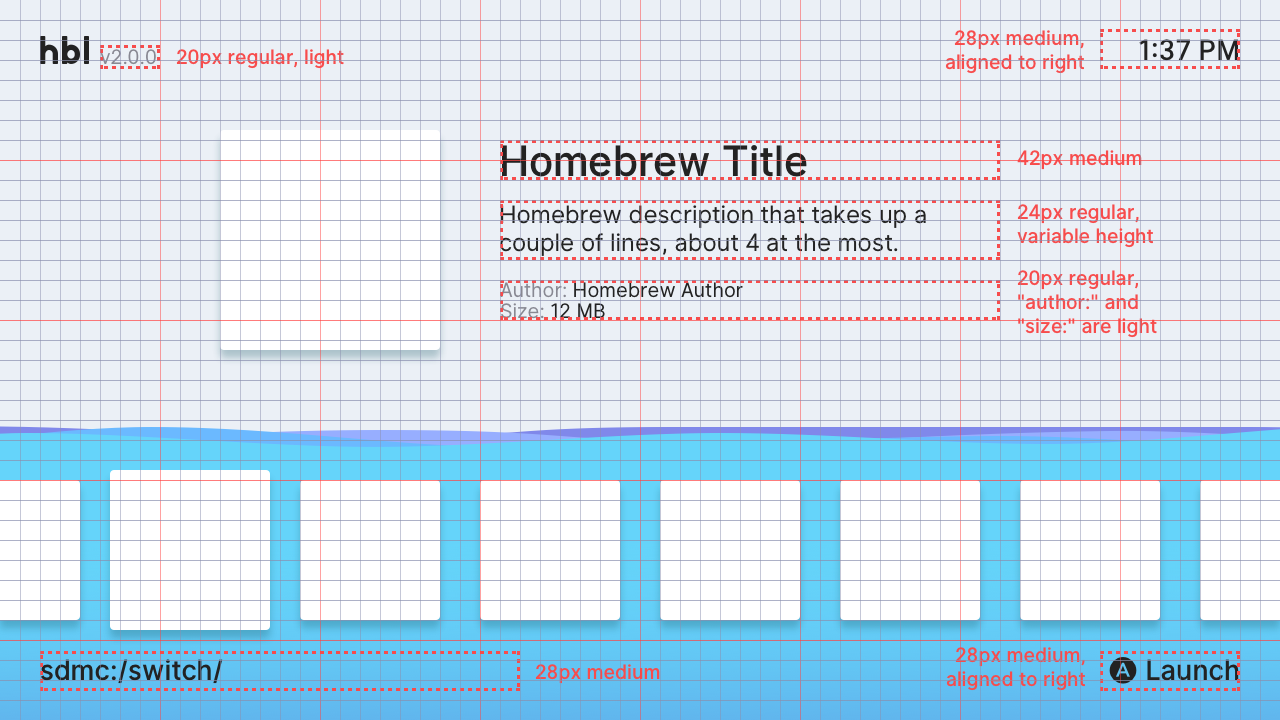 hbl v2.0.0 20px regular, light
28px medium,
aligned to right
1:37 PM
Homebrew Title
42px medium
Homebrew description that takes up a
couple of lines, about 4 at the most.
24px regular,
variable height
Author: Homebrew Author
Size: 12 MB
20px regular,
"author:" and
"size:" are light
sdmc:/switch/
28px medium
28px medium,
aligned to right
A Launch